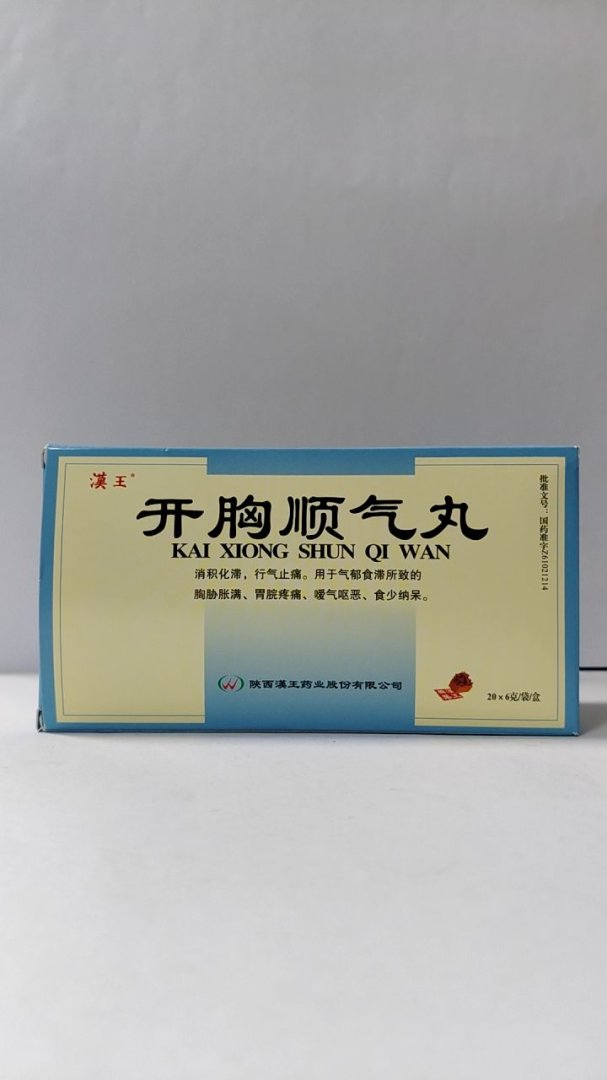 漢王®
开胸顺气丸
KAI XIONG SHUN QI WAN
消积化滞，行气止痛。用于气郁食滞所致的
胸胁胀满、胃脘疼痛、嗳气呕恶、食少纳呆。
陕西漢王药业股份有限公司
20×6克/袋/盒
批准文号：国药准字Z61021214